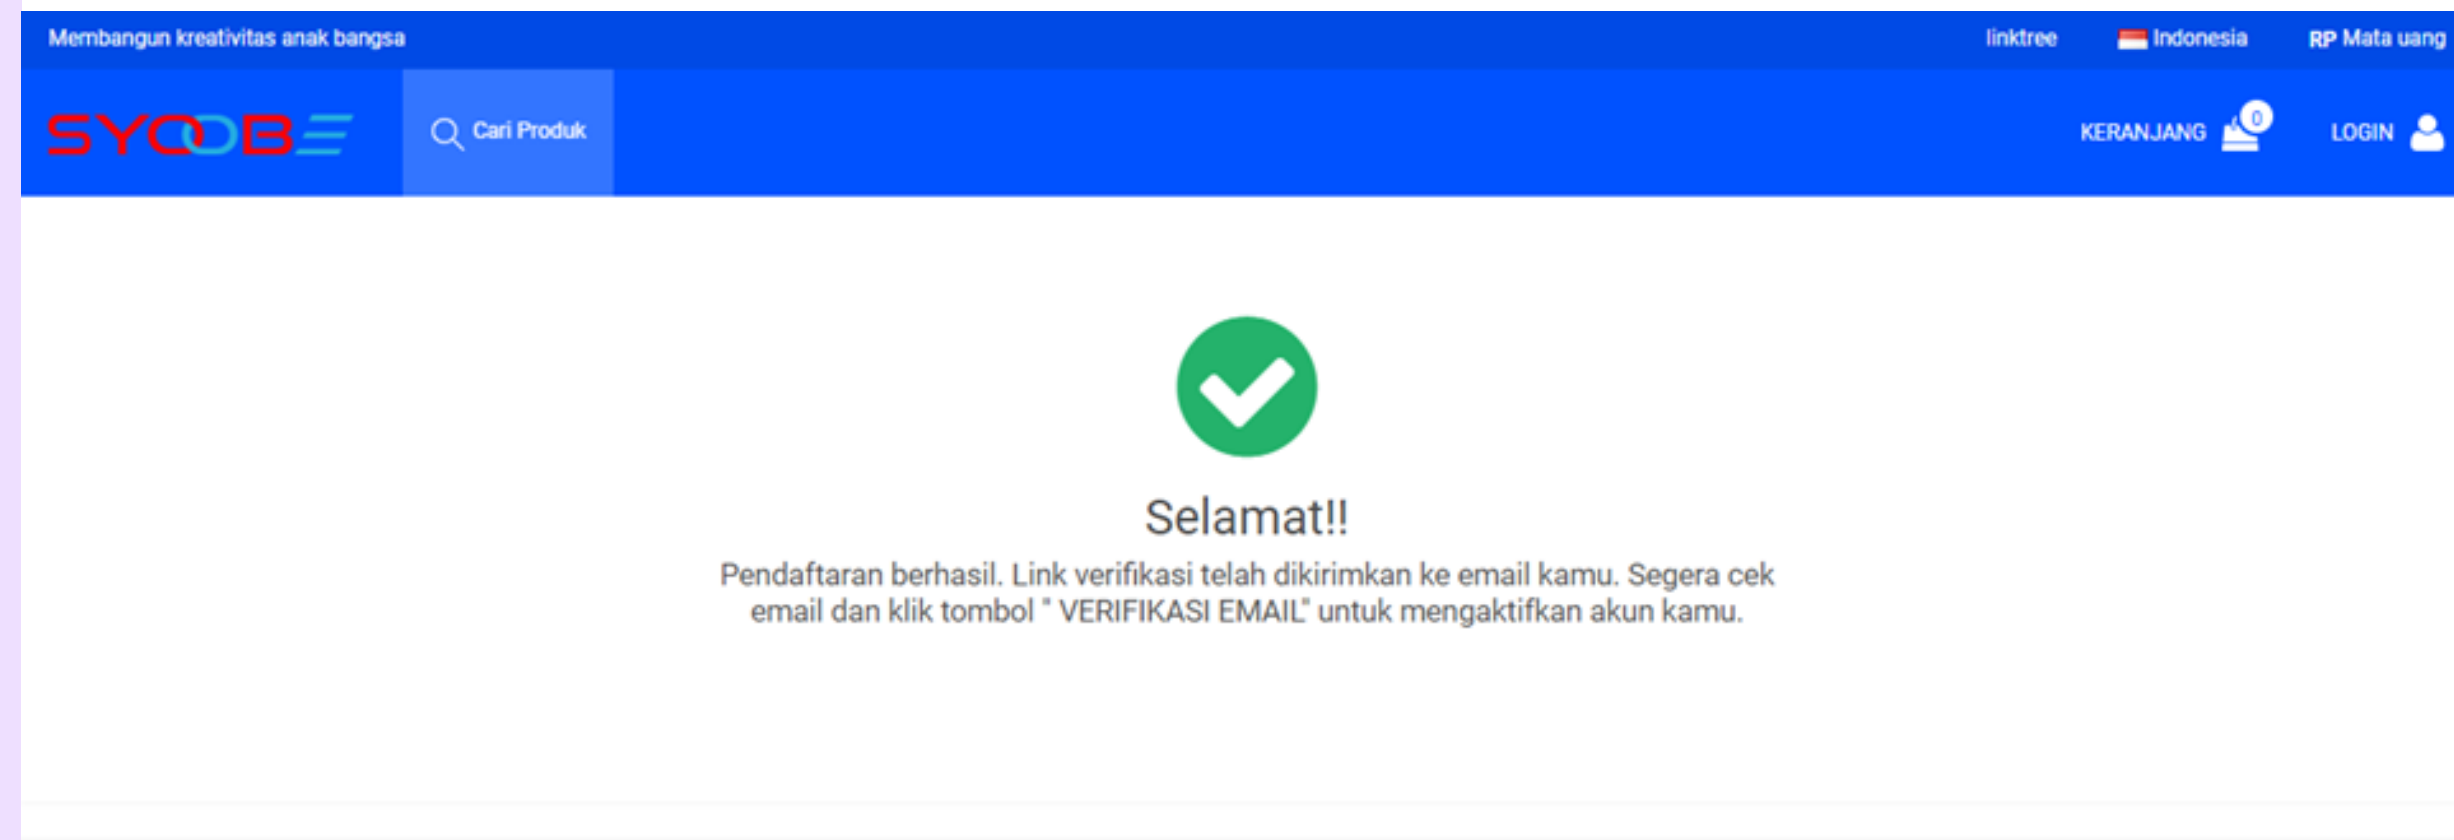 Membangun kreativitas anak bangsa
linktree Indonesia RP Mata uang
SYOOBE Cari Produk KERANJANG 0 LOGIN
Selamat!!
Pendaftaran berhasil. Link verifikasi telah dikirimkan ke email kamu. Segera cek
email dan klik tombol " VERIFIKASI EMAIL" untuk mengaktifkan akun kamu.